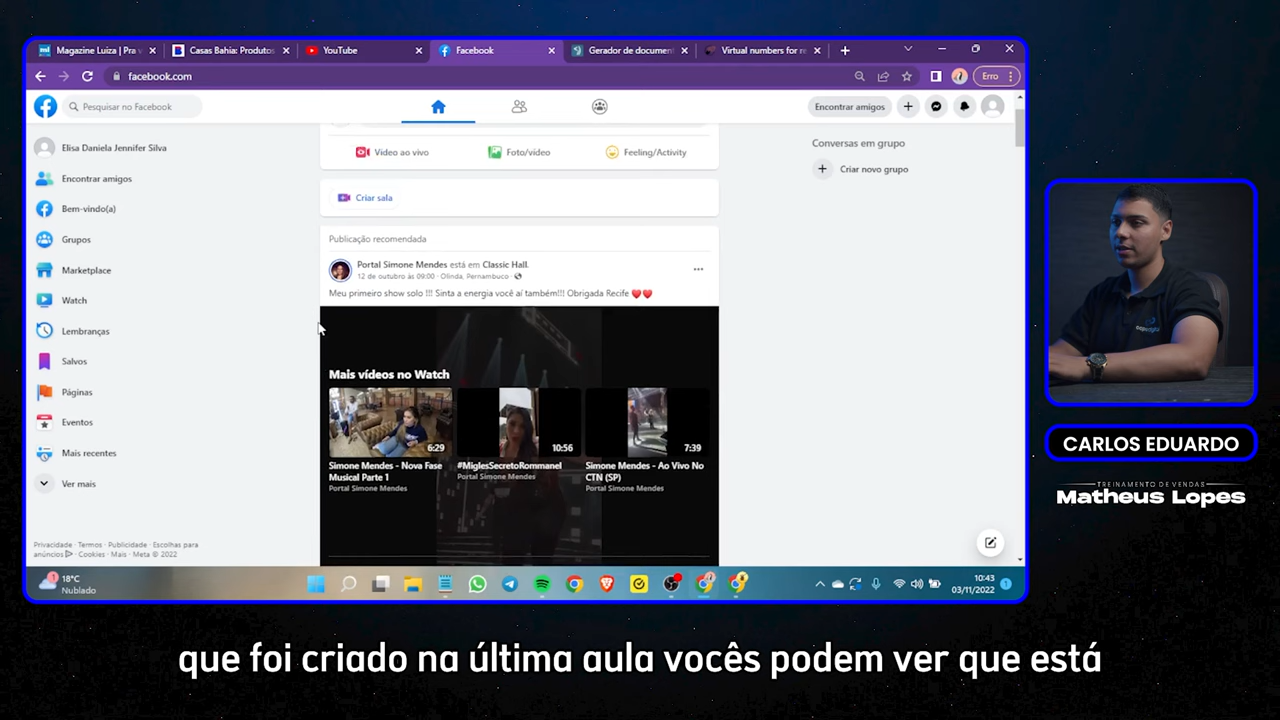 Magazine Luiza | Pra v
Casas Bahia: Produtos
YouTube
Facebook
Gerador de document
Virtual numbers for re
facebook.com
Erro
Pesquisar no Facebook
Encontrar amigos
Elisa Daniela Jennifer Silva
Encontrar amigos
Bem-vindo(a)
Grupos
Marketplace
Watch
Lembranças
Salvos
Páginas
Eventos
Mais recentes
Ver mais
Privacidade · Termos · Publicidade · Escolhas para
anúncios · Cookies · Mais · Meta © 2022
Vídeo ao vivo
Foto/vídeo
Feeling/Activity
Criar sala
Publicação recomendada
Portal Simone Mendes está em Classic Hall.
12 de outubro às 09:00 · Olinda, Pernambuco ·
Meu primeiro show solo !!! Sinta a energia você aí também!!! Obrigada Recife ❤️❤️
Mais vídeos no Watch
6:29
10:56
7:39
Simone Mendes - Nova Fase
Musical Parte 1
Portal Simone Mendes
#MiglesSecretoRommanel
Portal Simone Mendes
Simone Mendes - Ao Vivo No
CTN (SP)
Portal Simone Mendes
Conversas em grupo
Criar novo grupo
18°C
Nublado
10:43
03/11/2022
1
CARLOS EDUARDO
TREINAMENTO DE VENDAS
Matheus Lopes
que foi criado na última aula vocês podem ver que está